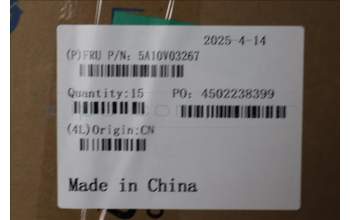 2025-4-14
(P)FRU P/N: 5A10V03267
Quantity:15 PO: 4502238399
(4L)Origin:CN
Made in China